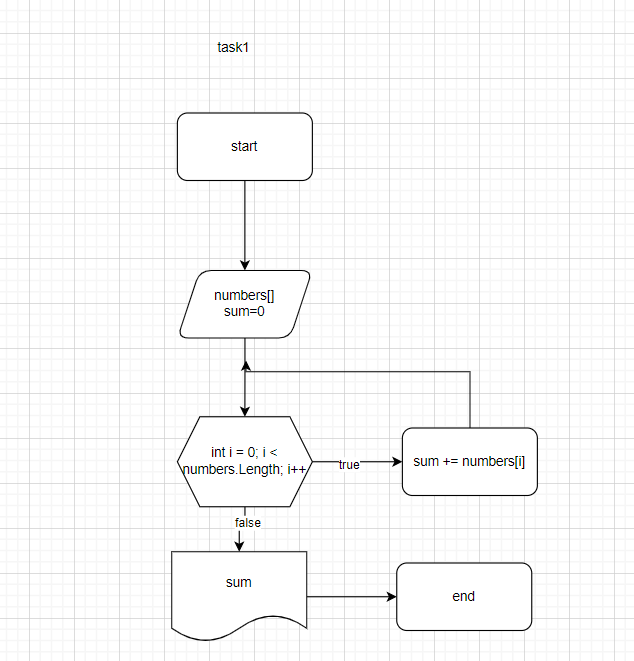 task1
start
numbers[]
sum=0
int i = 0; i <
numbers.Length; i++
true
sum += numbers[i]
false
sum
end